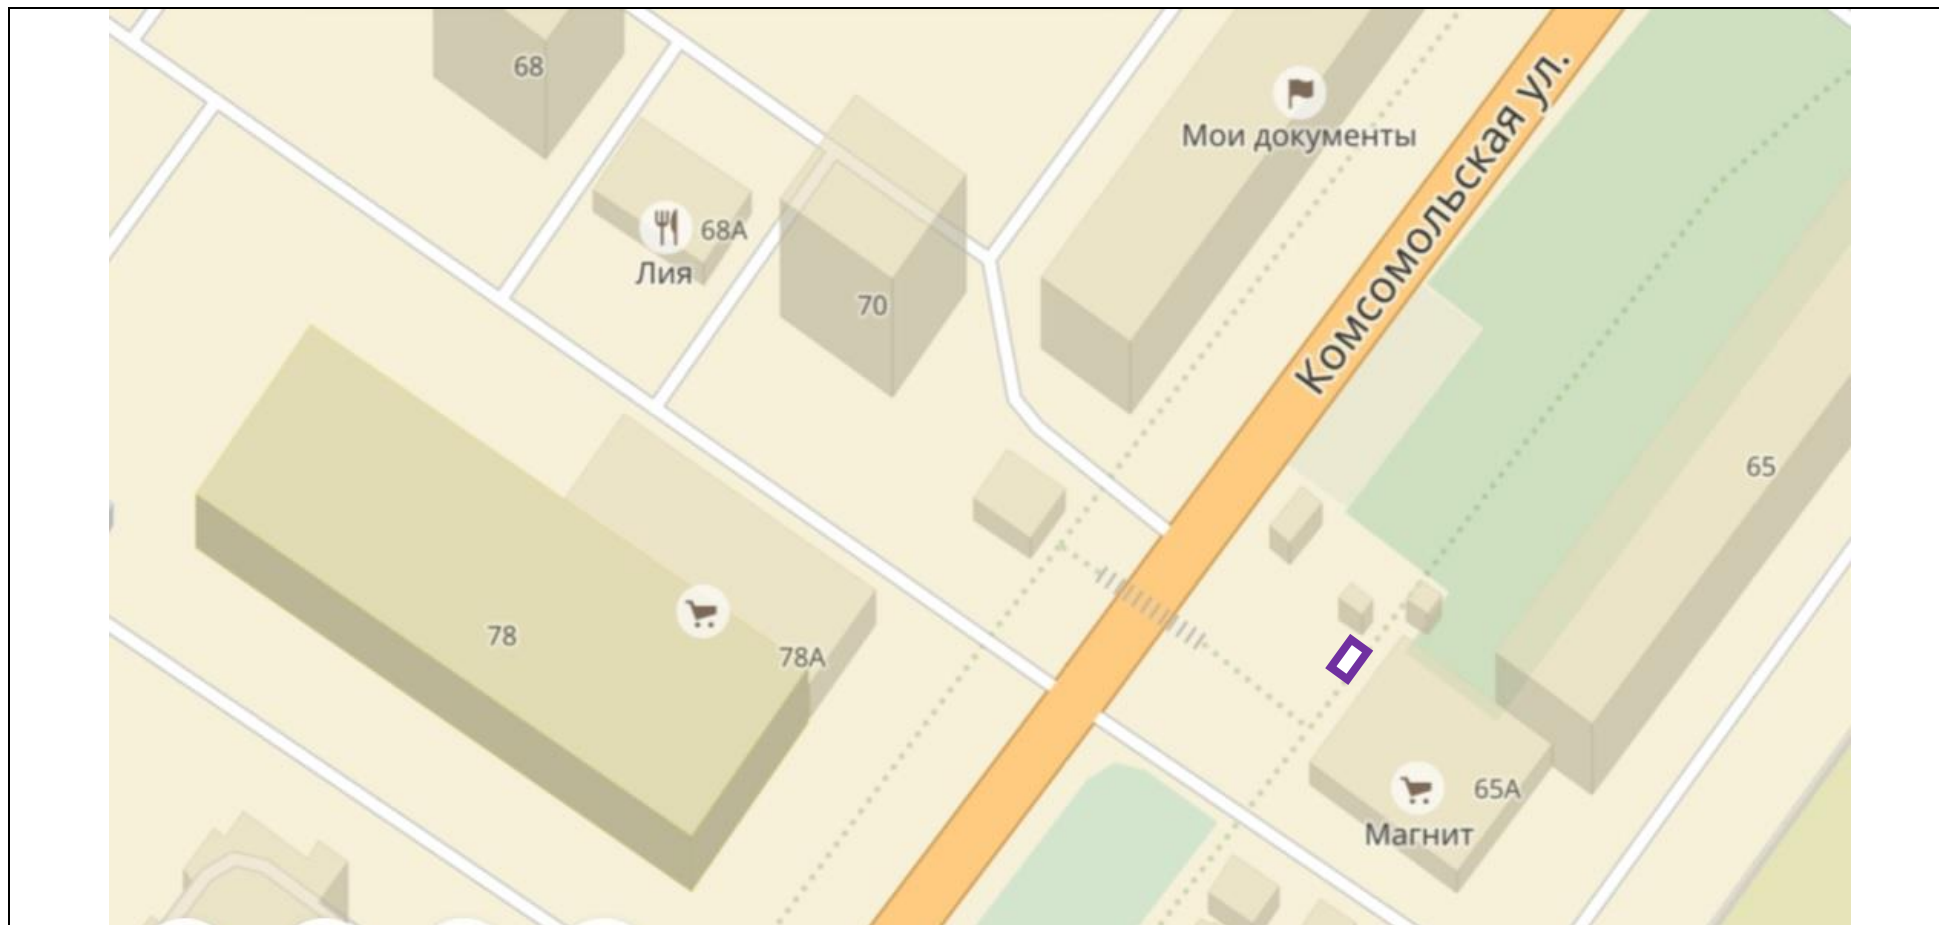 68
Мои документы
Комсомольская ул.
68А
Лия
70
65
78
78А
65А
Магнит